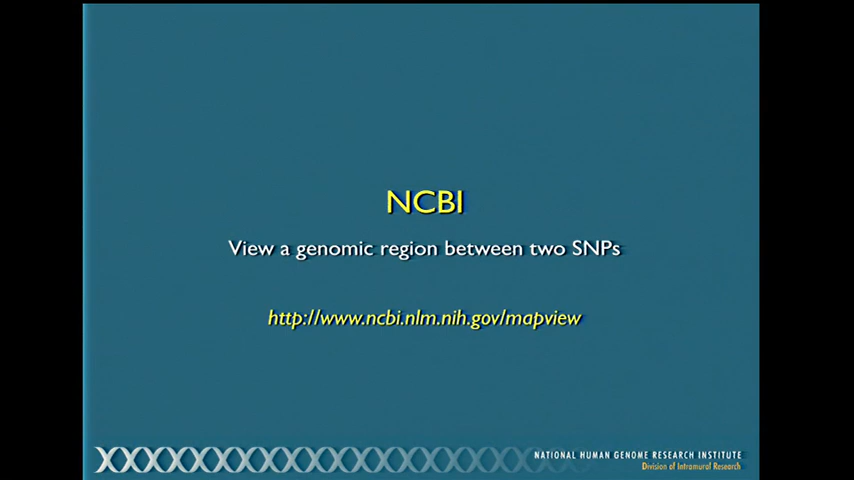 NCBI
View a genomic region between two SNPs
http://www.ncbi.nlm.nih.gov/mapview
NATIONAL HUMAN GENOME RESEARCH INSTITUTE
Division of Intramural Research